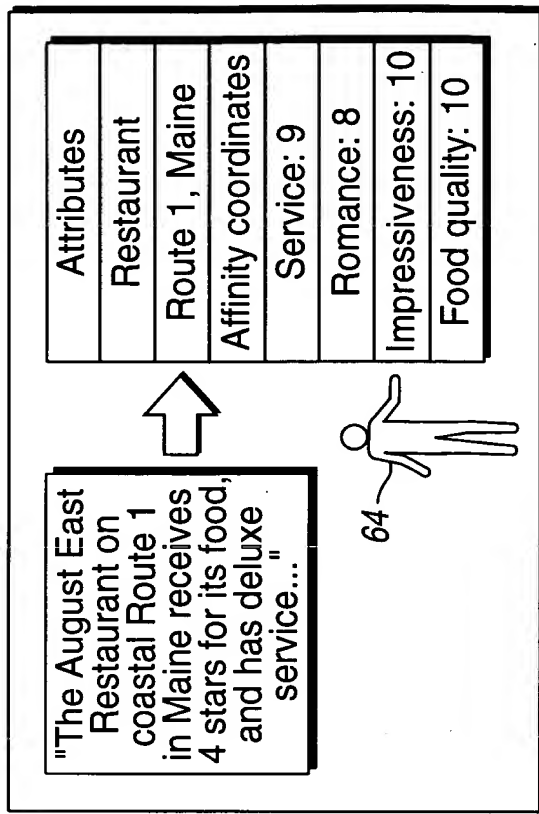 "The August East
Restaurant on
coastal Route 1
in Maine receives
4 stars for its food,
and has deluxe
service..."
Attributes
Restaurant
Route 1, Maine
Affinity coordinates
Service: 9
Romance: 8
Impressiveness: 10
Food quality: 10
64